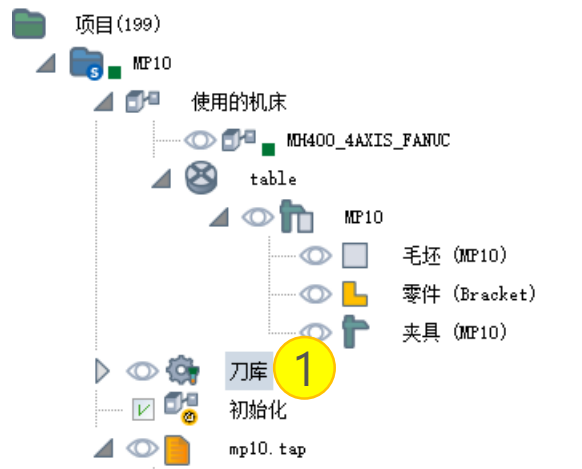 项目(199)
MP10
使用的机床
MH400_4AXIS_FANUC
table
MP10
毛坯 (MP10)
零件 (Bracket)
夹具 (MP10)
刀库 1
初始化
mp10.tap